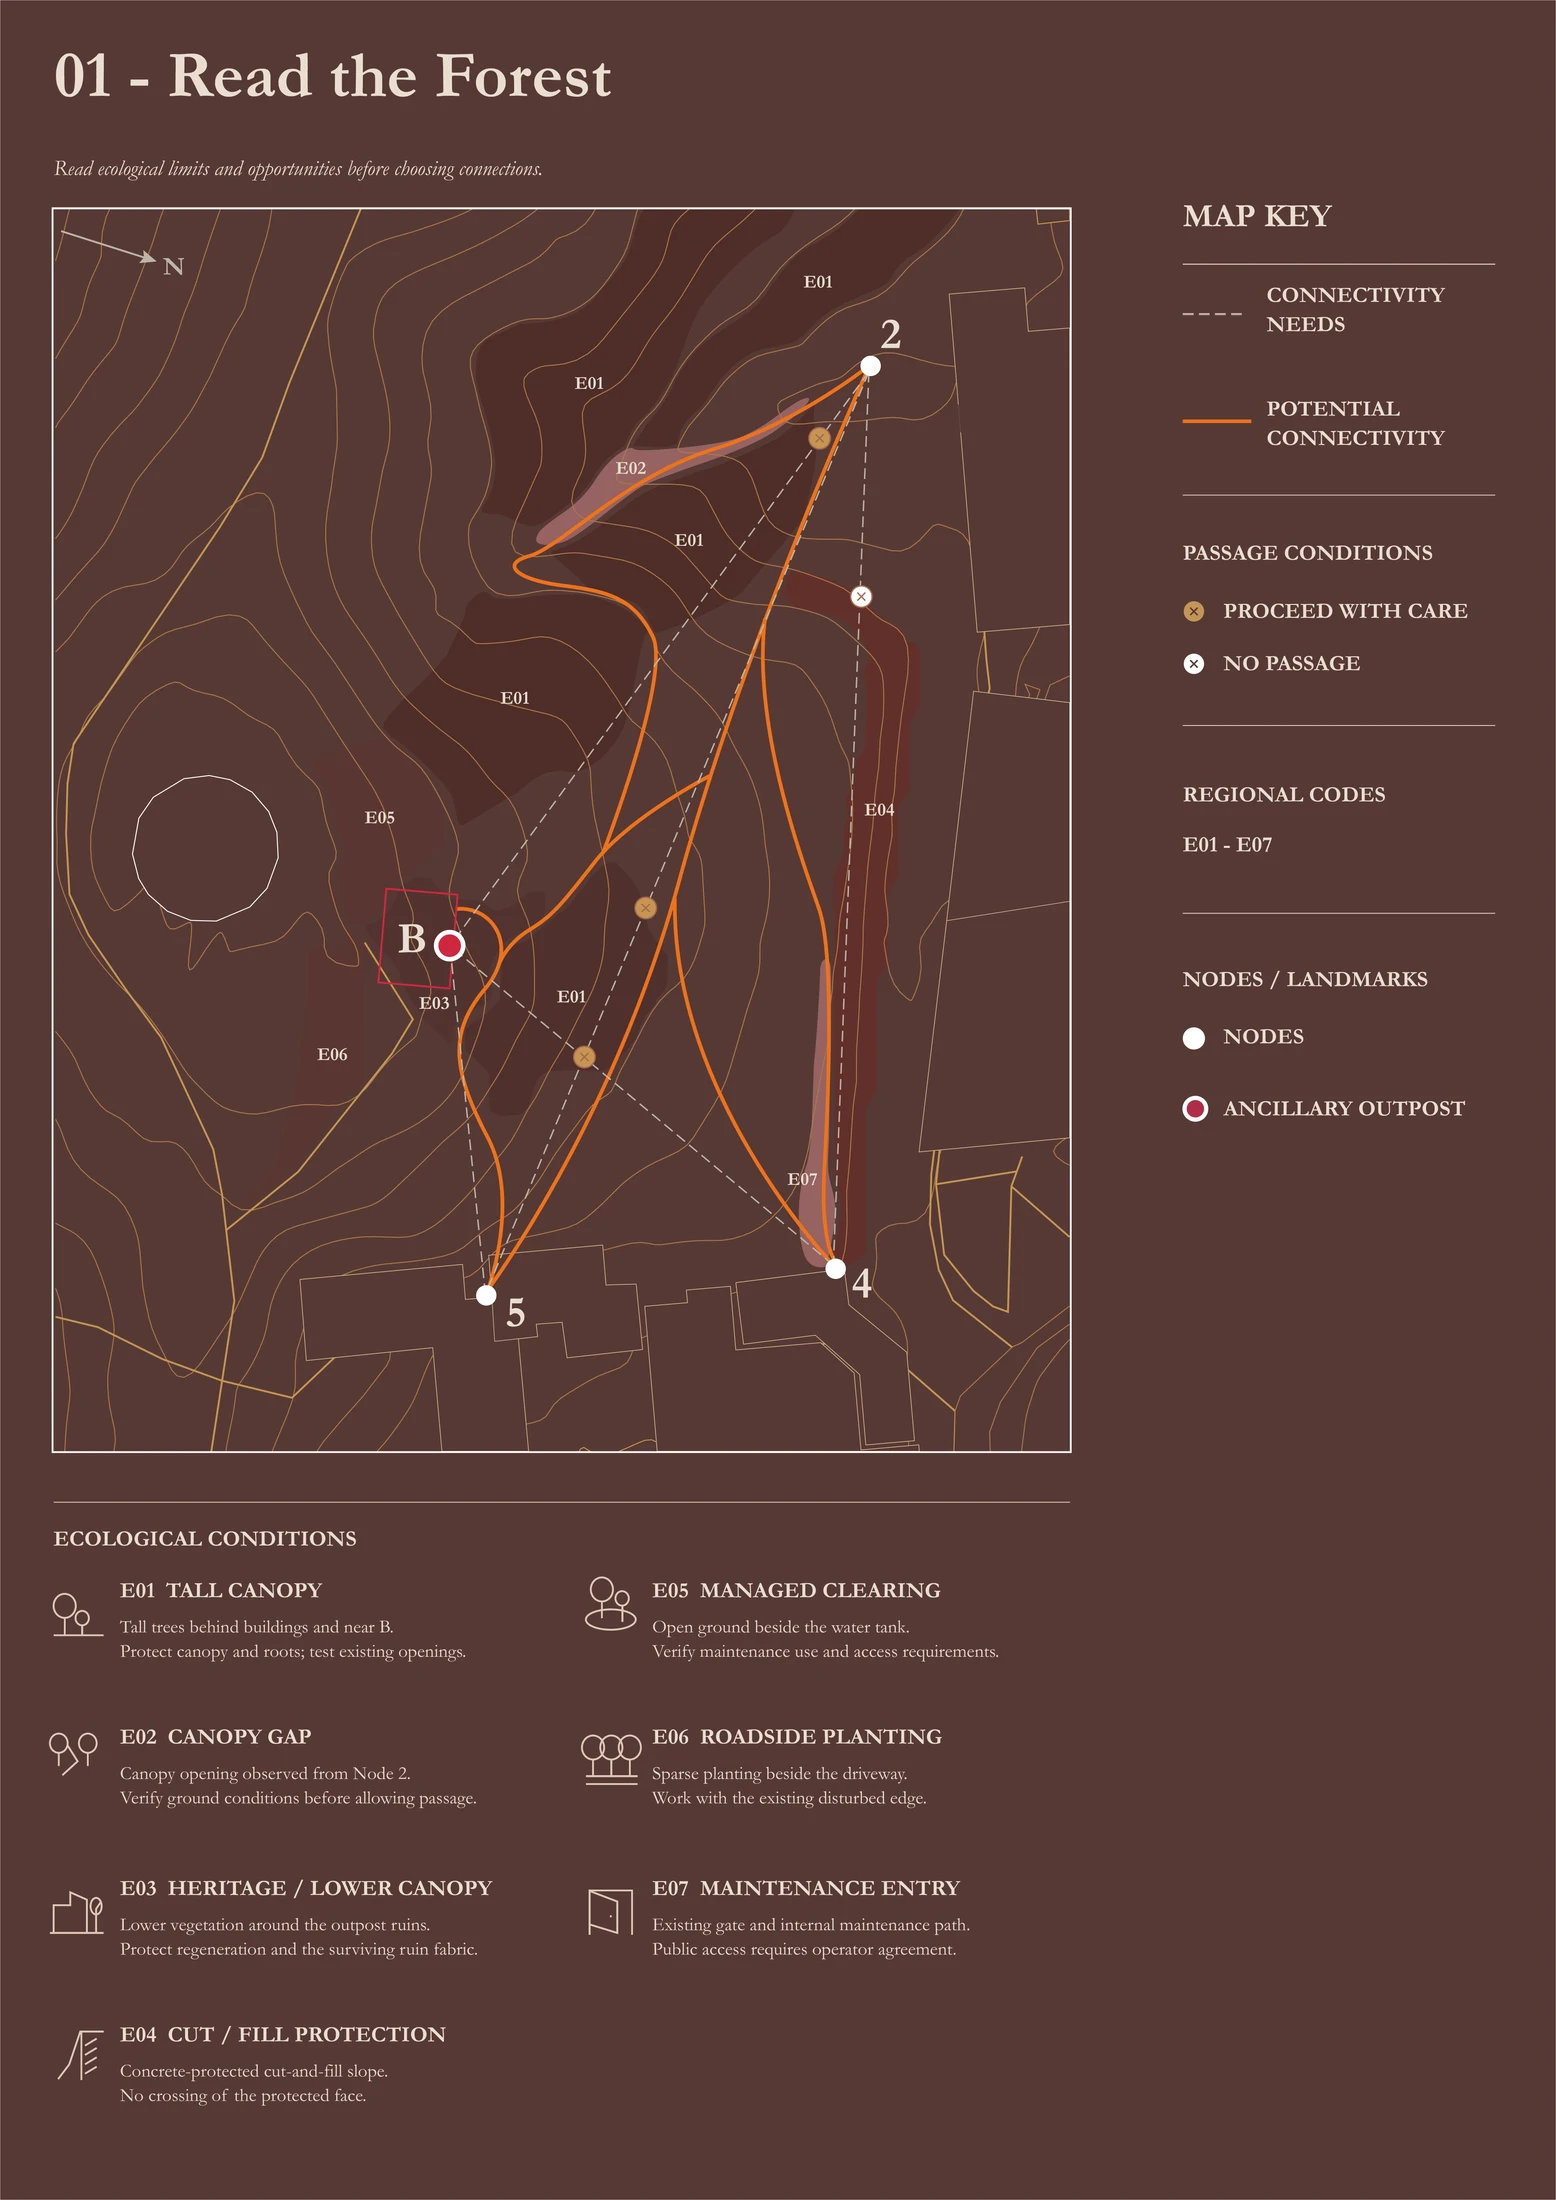 01 - Read the Forest
Read ecological limits and opportunities before choosing connections.
N
E01
2
E01
E02
E01
E01
E04
E05
B
E03
E01
E06
E07
4
5
MAP KEY
CONNECTIVITY
NEEDS
POTENTIAL
CONNECTIVITY
PASSAGE CONDITIONS
PROCEED WITH CARE
NO PASSAGE
REGIONAL CODES
E01 - E07
NODES / LANDMARKS
NODES
ANCILLARY OUTPOST
ECOLOGICAL CONDITIONS
E01 TALL CANOPY
Tall trees behind buildings and near B.
Protect canopy and roots; test existing openings.
E02 CANOPY GAP
Canopy opening observed from Node 2.
Verify ground conditions before allowing passage.
E03 HERITAGE / LOWER CANOPY
Lower vegetation around the outpost ruins.
Protect regeneration and the surviving ruin fabric.
E04 CUT / FILL PROTECTION
Concrete-protected cut-and-fill slope.
No crossing of the protected face.
E05 MANAGED CLEARING
Open ground beside the water tank.
Verify maintenance use and access requirements.
E06 ROADSIDE PLANTING
Sparse planting beside the driveway.
Work with the existing disturbed edge.
E07 MAINTENANCE ENTRY
Existing gate and internal maintenance path.
Public access requires operator agreement.